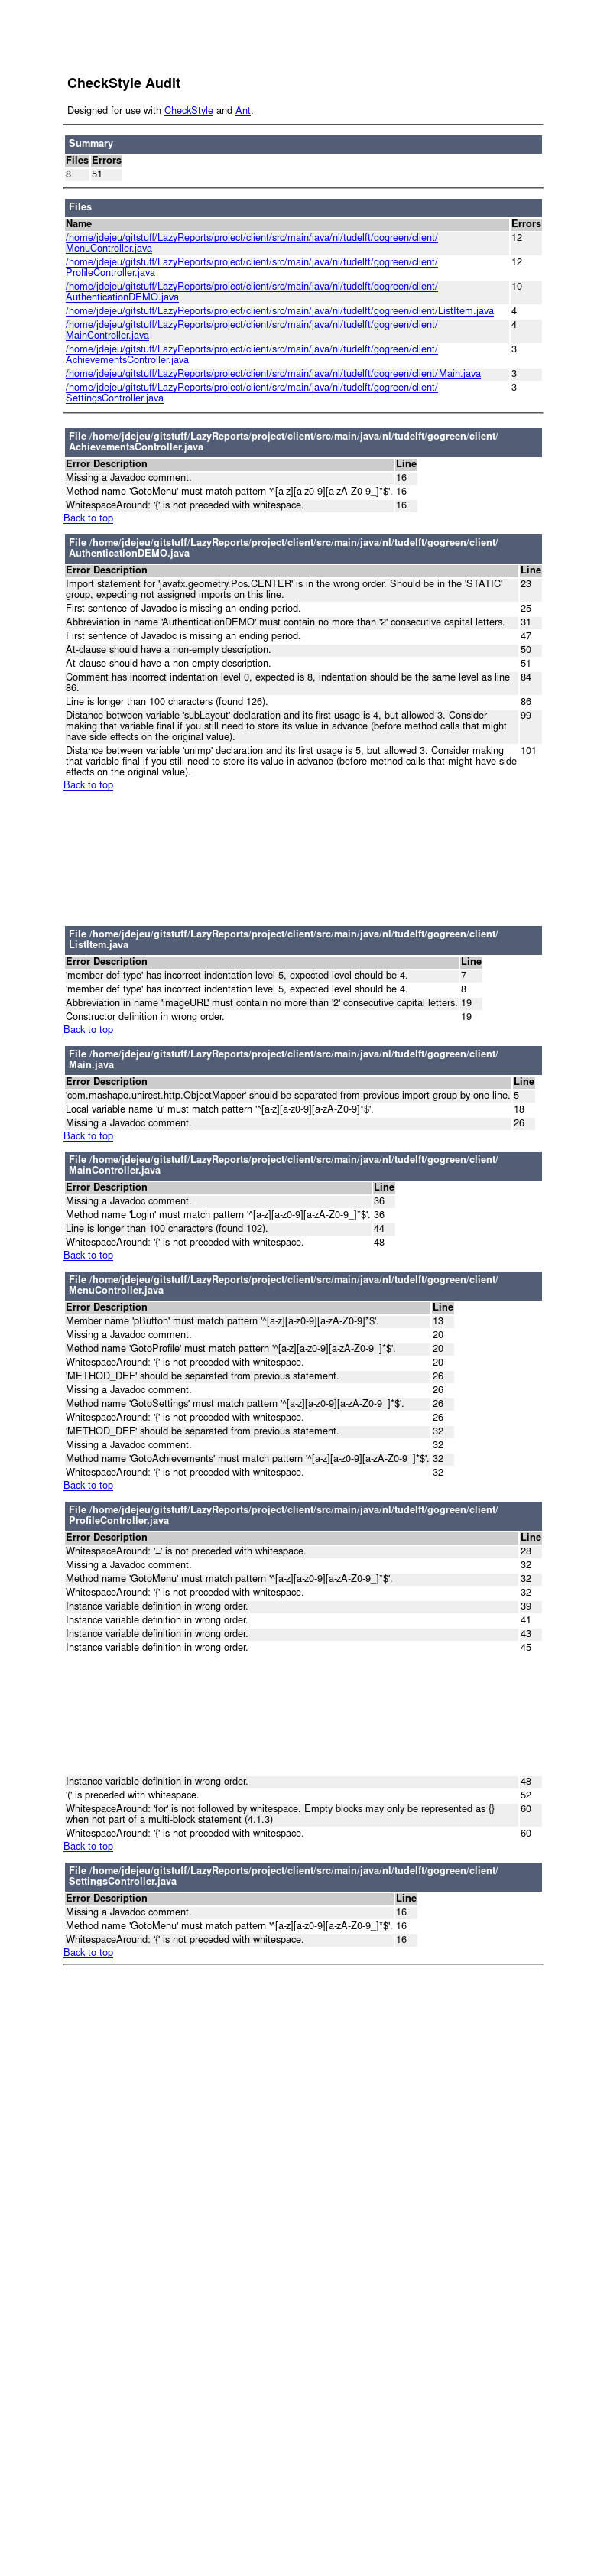 CheckStyle Audit
Designed for use with CheckStyle and Ant.
Summary
Files Errors
8 51
Files
Name Errors
/home/jdejeu/gitstuff/LazyReports/project/client/src/main/java/nl/tudelft/gogreen/client/ 12
MenuController.java
/home/jdejeu/gitstuff/LazyReports/project/client/src/main/java/nl/tudelft/gogreen/client/ 12
ProfileController.java
/home/jdejeu/gitstuff/LazyReports/project/client/src/main/java/nl/tudelft/gogreen/client/ 10
AuthenticationDEMO.java
/home/jdejeu/gitstuff/LazyReports/project/client/src/main/java/nl/tudelft/gogreen/client/ListItem.java 4
/home/jdejeu/gitstuff/LazyReports/project/client/src/main/java/nl/tudelft/gogreen/client/ 4
MainController.java
/home/jdejeu/gitstuff/LazyReports/project/client/src/main/java/nl/tudelft/gogreen/client/ 3
AchievementsController.java
/home/jdejeu/gitstuff/LazyReports/project/client/src/main/java/nl/tudelft/gogreen/client/Main.java 3
/home/jdejeu/gitstuff/LazyReports/project/client/src/main/java/nl/tudelft/gogreen/client/ 3
SettingsController.java
File /home/jdejeu/gitstuff/LazyReports/project/client/src/main/java/nl/tudelft/gogreen/client/
AchievementsController.java
Error Description Line
Missing a Javadoc comment. 16
Method name 'GotoMenu' must match pattern '^[a-z][a-z0-9][a-zA-Z0-9_]*$'. 16
WhitespaceAround: '{' is not preceded with whitespace. 16
Back to top
File /home/jdejeu/gitstuff/LazyReports/project/client/src/main/java/nl/tudelft/gogreen/client/
AuthenticationDEMO.java
Error Description Line
Import statement for 'javafx.geometry.Pos.CENTER' is in the wrong order. Should be in the 'STATIC' 23
group, expecting not assigned imports on this line.
First sentence of Javadoc is missing an ending period. 25
Abbreviation in name 'AuthenticationDEMO' must contain no more than '2' consecutive capital letters. 31
First sentence of Javadoc is missing an ending period. 47
At-clause should have a non-empty description. 50
At-clause should have a non-empty description. 51
Comment has incorrect indentation level 0, expected is 8, indentation should be the same level as line 84
86.
Line is longer than 100 characters (found 126). 86
Distance between variable 'subLayout' declaration and its first usage is 4, but allowed 3. Consider 99
making that variable final if you still need to store its value in advance (before method calls that might
have side effects on the original value).
Distance between variable 'unimp' declaration and its first usage is 5, but allowed 3. Consider making 101
that variable final if you still need to store its value in advance (before method calls that might have side
effects on the original value).
Back to top
File /home/jdejeu/gitstuff/LazyReports/project/client/src/main/java/nl/tudelft/gogreen/client/
ListItem.java
Error Description Line
'member def type' has incorrect indentation level 5, expected level should be 4. 7
'member def type' has incorrect indentation level 5, expected level should be 4. 8
Abbreviation in name 'imageURL' must contain no more than '2' consecutive capital letters. 19
Constructor definition in wrong order. 19
Back to top
File /home/jdejeu/gitstuff/LazyReports/project/client/src/main/java/nl/tudelft/gogreen/client/
Main.java
Error Description Line
'com.mashape.unirest.http.ObjectMapper' should be separated from previous import group by one line. 5
Local variable name 'u' must match pattern '^[a-z][a-z0-9][a-zA-Z0-9]*$'. 18
Missing a Javadoc comment. 26
Back to top
File /home/jdejeu/gitstuff/LazyReports/project/client/src/main/java/nl/tudelft/gogreen/client/
MainController.java
Error Description Line
Missing a Javadoc comment. 36
Method name 'Login' must match pattern '^[a-z][a-z0-9][a-zA-Z0-9_]*$'. 36
Line is longer than 100 characters (found 102). 44
WhitespaceAround: '{' is not preceded with whitespace. 48
Back to top
File /home/jdejeu/gitstuff/LazyReports/project/client/src/main/java/nl/tudelft/gogreen/client/
MenuController.java
Error Description Line
Member name 'pButton' must match pattern '^[a-z][a-z0-9][a-zA-Z0-9]*$'. 13
Missing a Javadoc comment. 20
Method name 'GotoProfile' must match pattern '^[a-z][a-z0-9][a-zA-Z0-9_]*$'. 20
WhitespaceAround: '{' is not preceded with whitespace. 20
'METHOD_DEF' should be separated from previous statement. 26
Missing a Javadoc comment. 26
Method name 'GotoSettings' must match pattern '^[a-z][a-z0-9][a-zA-Z0-9_]*$'. 26
WhitespaceAround: '{' is not preceded with whitespace. 26
'METHOD_DEF' should be separated from previous statement. 32
Missing a Javadoc comment. 32
Method name 'GotoAchievements' must match pattern '^[a-z][a-z0-9][a-zA-Z0-9_]*$'. 32
WhitespaceAround: '{' is not preceded with whitespace. 32
Back to top
File /home/jdejeu/gitstuff/LazyReports/project/client/src/main/java/nl/tudelft/gogreen/client/
ProfileController.java
Error Description Line
WhitespaceAround: '=' is not preceded with whitespace. 28
Missing a Javadoc comment. 32
Method name 'GotoMenu' must match pattern '^[a-z][a-z0-9][a-zA-Z0-9_]*$'. 32
WhitespaceAround: '{' is not preceded with whitespace. 32
Instance variable definition in wrong order. 39
Instance variable definition in wrong order. 41
Instance variable definition in wrong order. 43
Instance variable definition in wrong order. 45
Instance variable definition in wrong order. 48
'(' is preceded with whitespace. 52
WhitespaceAround: 'for' is not followed by whitespace. Empty blocks may only be represented as {} 60
when not part of a multi-block statement (4.1.3)
WhitespaceAround: '{' is not preceded with whitespace. 60
Back to top
File /home/jdejeu/gitstuff/LazyReports/project/client/src/main/java/nl/tudelft/gogreen/client/
SettingsController.java
Error Description Line
Missing a Javadoc comment. 16
Method name 'GotoMenu' must match pattern '^[a-z][a-z0-9][a-zA-Z0-9_]*$'. 16
WhitespaceAround: '{' is not preceded with whitespace. 16
Back to top